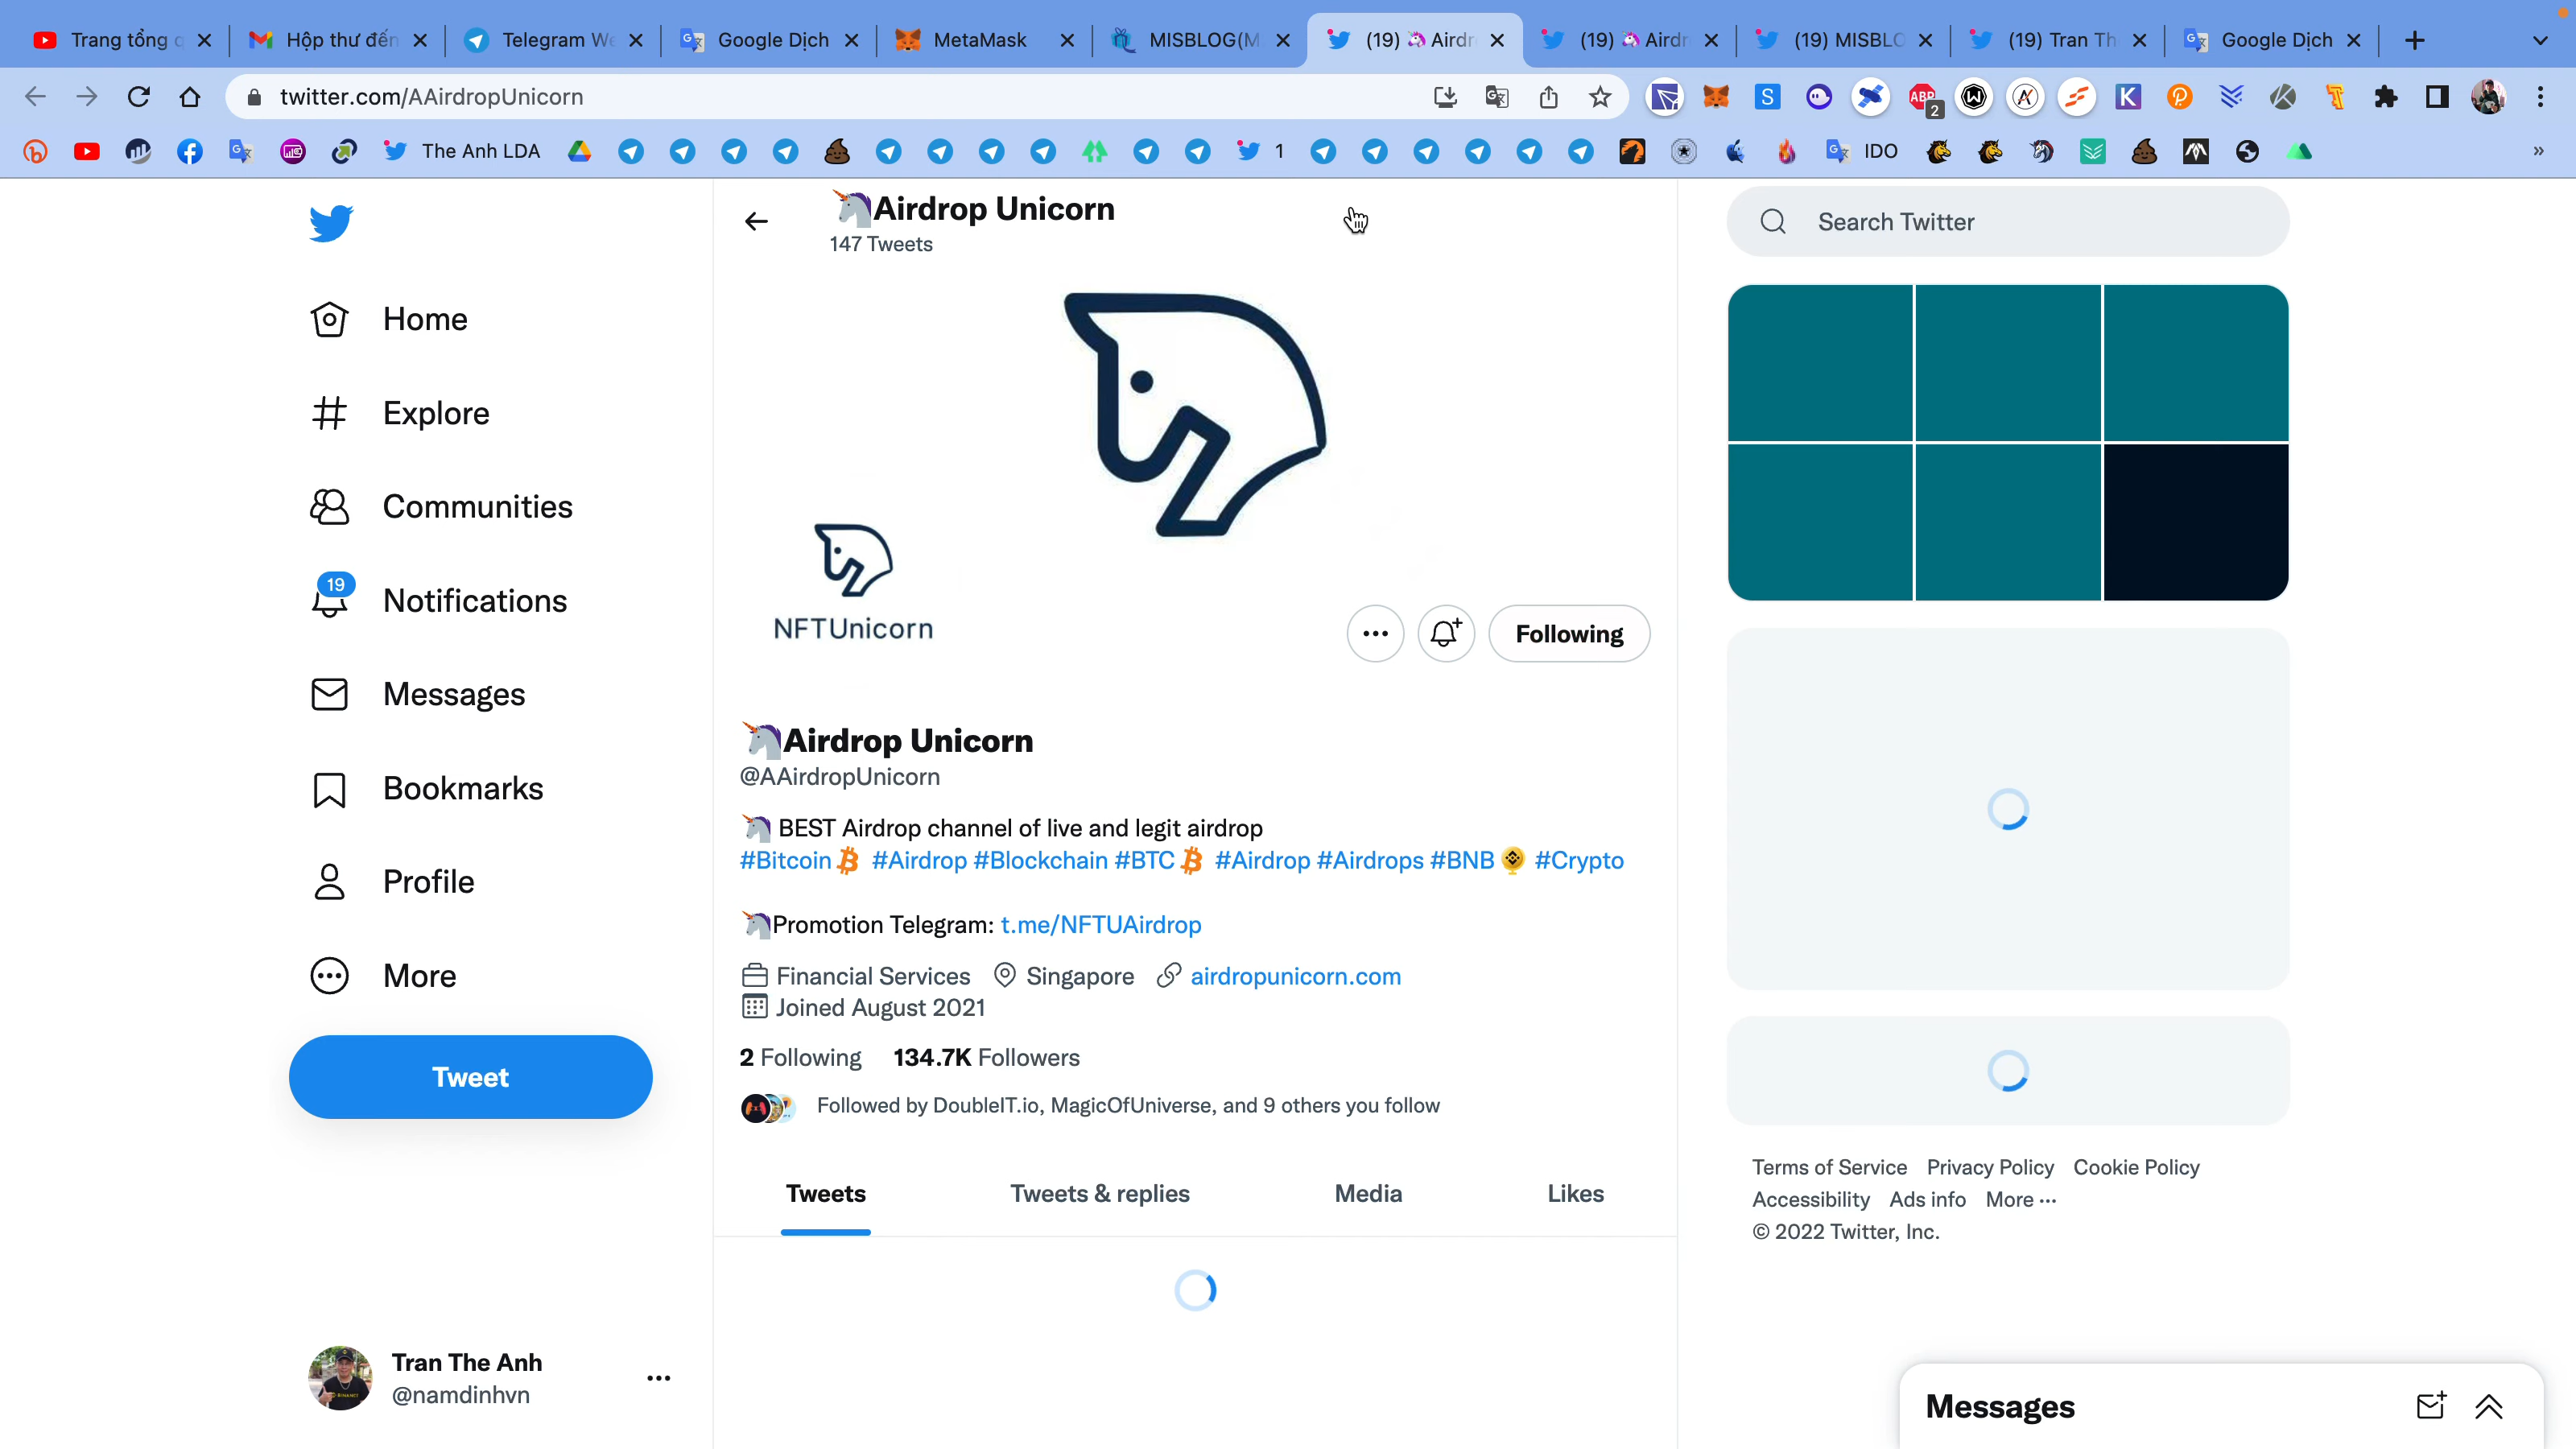 Trang tổng q
Hộp thư đến
Telegram We
Google Dịch
MetaMask
MISBLOG(M
(19) 🦄 Airdr
(19) 🦄 Airdr
(19) MISBLO
(19) Tran Th
Google Dịch
twitter.com/AAirdropUnicorn
ABP
2
The Anh LDA
1
IDO
🦄Airdrop Unicorn
147 Tweets
Search Twitter
Home
Explore
Communities
19
Notifications
Messages
Bookmarks
Profile
More
Tweet
NFTUnicorn
Following
🦄Airdrop Unicorn
@AAirdropUnicorn
🦄 BEST Airdrop channel of live and legit airdrop
#Bitcoin #Airdrop #Blockchain #BTC #Airdrop #Airdrops #BNB #Crypto
🦄Promotion Telegram: t.me/NFTUAirdrop
Financial Services Singapore airdropunicorn.com
Joined August 2021
2 Following 134.7K Followers
Followed by DoubleIT.io, MagicOfUniverse, and 9 others you follow
Tweets Tweets & replies Media Likes
Terms of Service Privacy Policy Cookie Policy
Accessibility Ads info More ···
© 2022 Twitter, Inc.
Tran The Anh
@namdinhvn
Messages